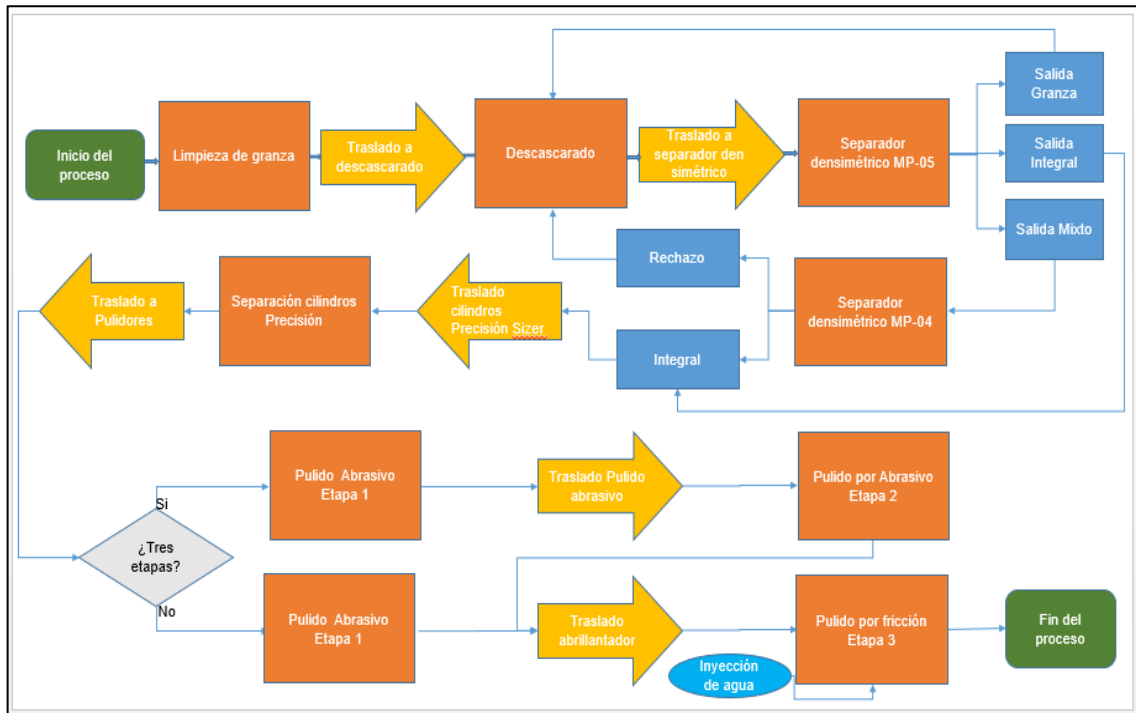 Inicio del
proceso
Limpieza de granza
Traslado a
descascarado
Descascarado
Traslado a
separador den
simétrico
Separador
densimétrico MP-05
Salida
Granza
Salida
Integral
Salida Mixto
Traslado a
Pulidores
Separación cilindros
Precisión
Traslado
cilindros
Precisión Sizer
Rechazo
Integral
Separador
densimétrico MP-04
¿Tres
etapas?
Si
Pulido Abrasivo
Etapa 1
Traslado Pulido
abrasivo
Pulido por Abrasivo
Etapa 2
No
Pulido Abrasivo
Etapa 1
Traslado
abrillantador
Pulido por fricción
Etapa 3
Inyección
de agua
Fin del
proceso